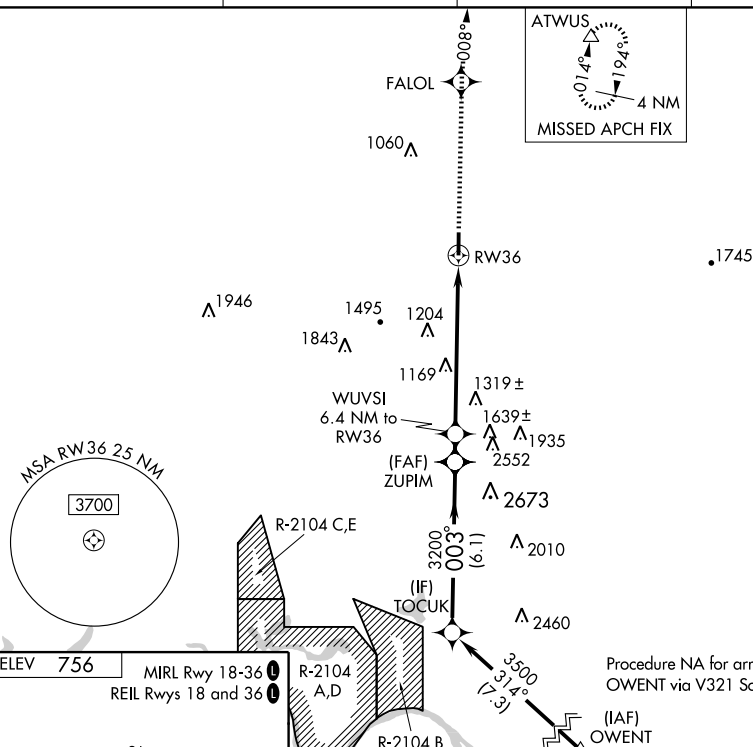 008°
ATWUS
014°
194°
4 NM
MISSED APCH FIX
FALOL
1060
RW36
1745
1946
1495
1204
1843
1169
1319 ±
WUVSI
6.4 NM to
RW36
1639±
1935
2552
(FAF)
ZUPIM
MSA RW36 25 NM
3700
2673
R-2104 C,E
3200
003°
(6.1)
2010
(IF)
TOCUK
2460
3500
314°
(7.3)
Procedure NA for arr
OWENT via V321 So
(IAF)
OWENT
ELEV 756
MIRL Rwy 18-36 L
REIL Rwys 18 and 36 L
R-2104
A,D
R-2104 B